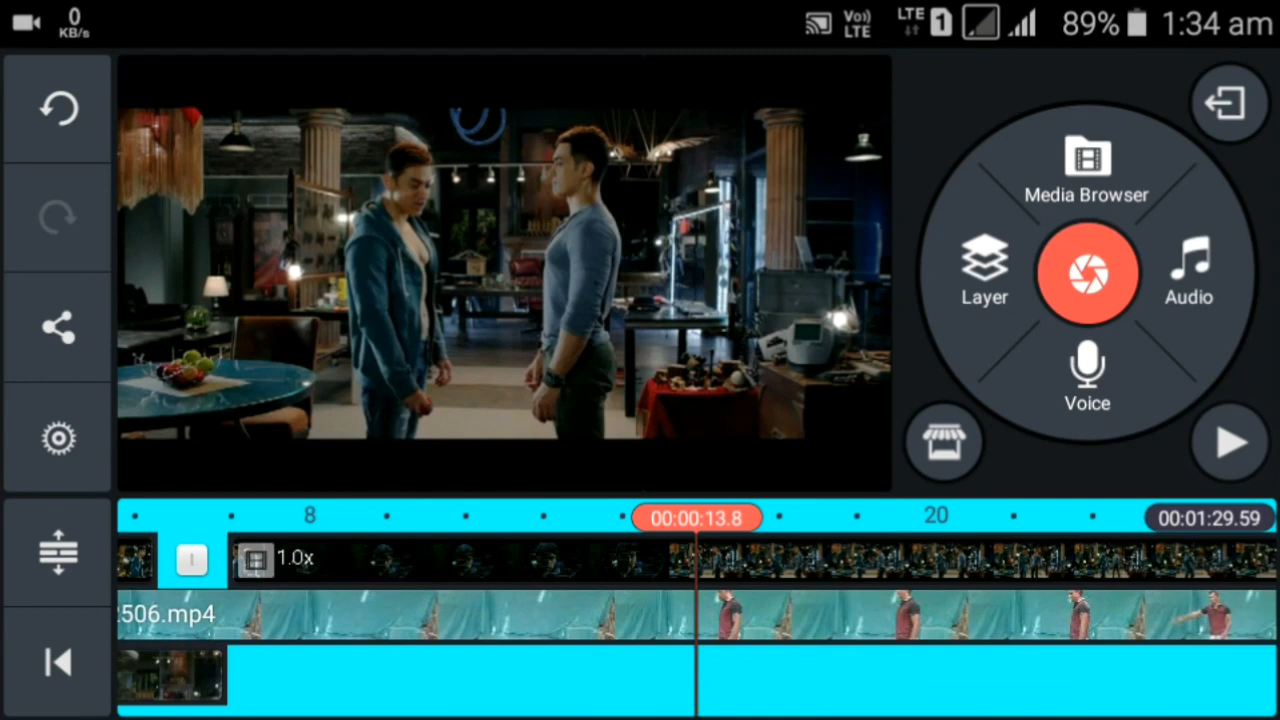 0
KB/s
Vo))
LTE
LTE
1
89%
1:34 am
Media Browser
Layer
Audio
Voice
8
00:00:13.8
20
00:01:29.59
1.0x
2506.mp4